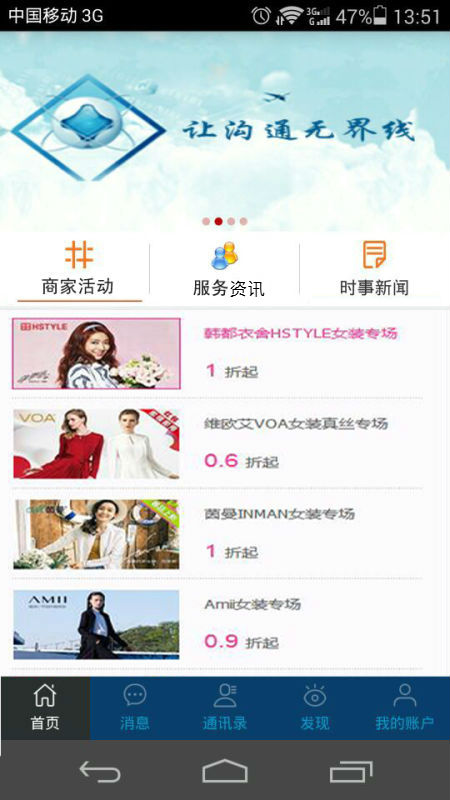 中国移动 3G
3G
G
47%
13:51
让沟通无界线
商家活动
服务资讯
时事新闻
HSTYLE
韩都衣舍HSTYLE女装专场
1 折起
VOA
维欧艾VOA女装真丝专场
0.6 折起
茵曼
茵曼INMAN女装专场
1 折起
AMII
Amii女装专场
0.9 折起
首页
消息
通讯录
发现
我的账户